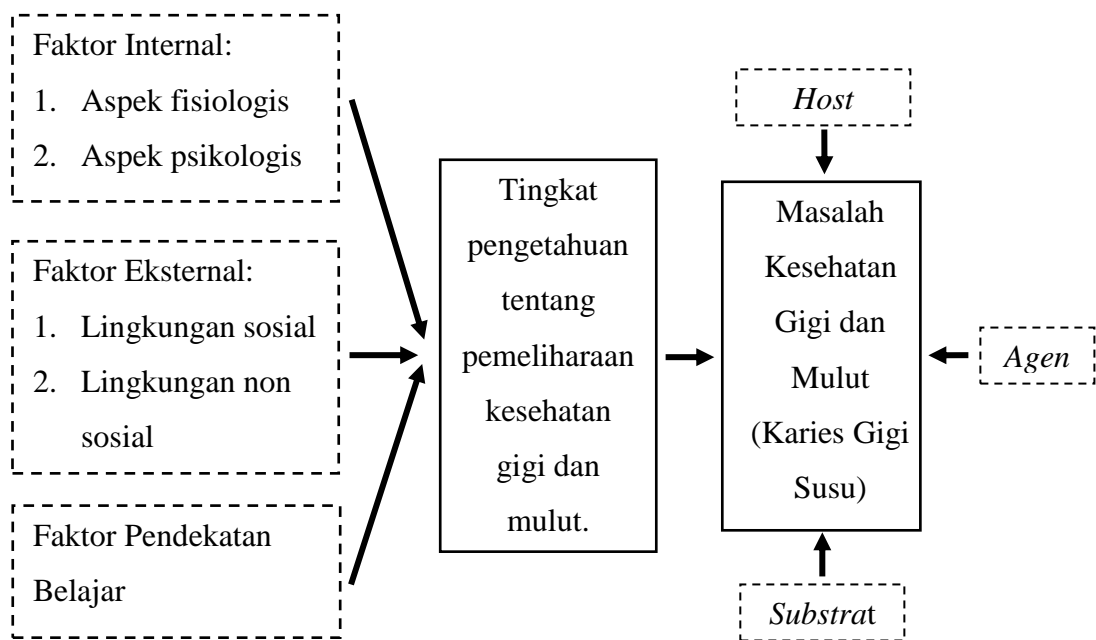 Faktor Internal:
1. Aspek fisiologis
2. Aspek psikologis
Faktor Eksternal:
1. Lingkungan sosial
2. Lingkungan non
sosial
Faktor Pendekatan
Belajar
Tingkat
pengetahuan
tentang
pemeliharaan
kesehatan
gigi dan
mulut.
Host
Masalah
Kesehatan
Gigi dan
Mulut
(Karies Gigi
Susu)
Agen
Substrat